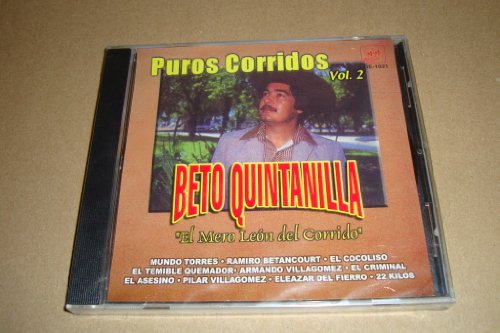 Puros Corridos
Vol. 2
BETO QUINTANILLA
"El Mero León del Corrido"
MUNDO TORRES • RAMIRO BETANCOURT • EL COCOLISO
EL TEMIBLE QUEMADOR • ARMANDO VILLAGOMEZ • EL CRIMINAL
EL ASESINO • PILAR VILLAGOMEZ • ELEAZAR DEL FIERRO • 22 KILOS